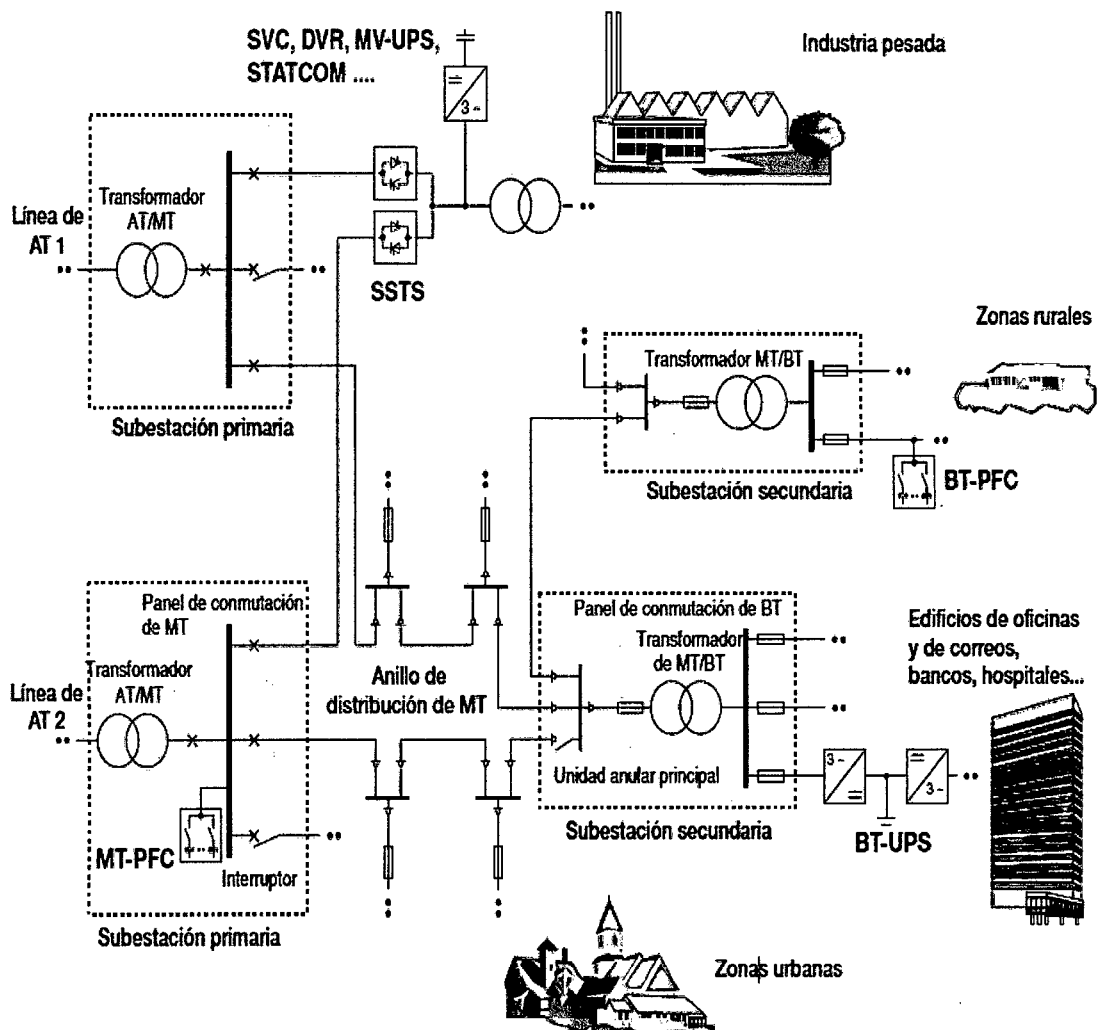 SVC, DVR, MV-UPS,
STATCOM ....
3~
Industria pesada
Línea de
AT 1
Transformador
AT/MT
SSTS
Subestación primaria
Zonas rurales
Transformador MT/BT
BT-PFC
Subestación secundaria
Panel de conmutación
de MT
Transformador
AT/MT
Línea de
AT 2
MT-PFC
Interruptor
Subestación primaria
Anillo de
distribución de MT
Panel de conmutación de BT
Transformador
de MT/BT
Unidad anular principal
Subestación secundaria
3~
3~
BT-UPS
Edificios de oficinas
y de correos,
bancos, hospitales...
Zonas urbanas